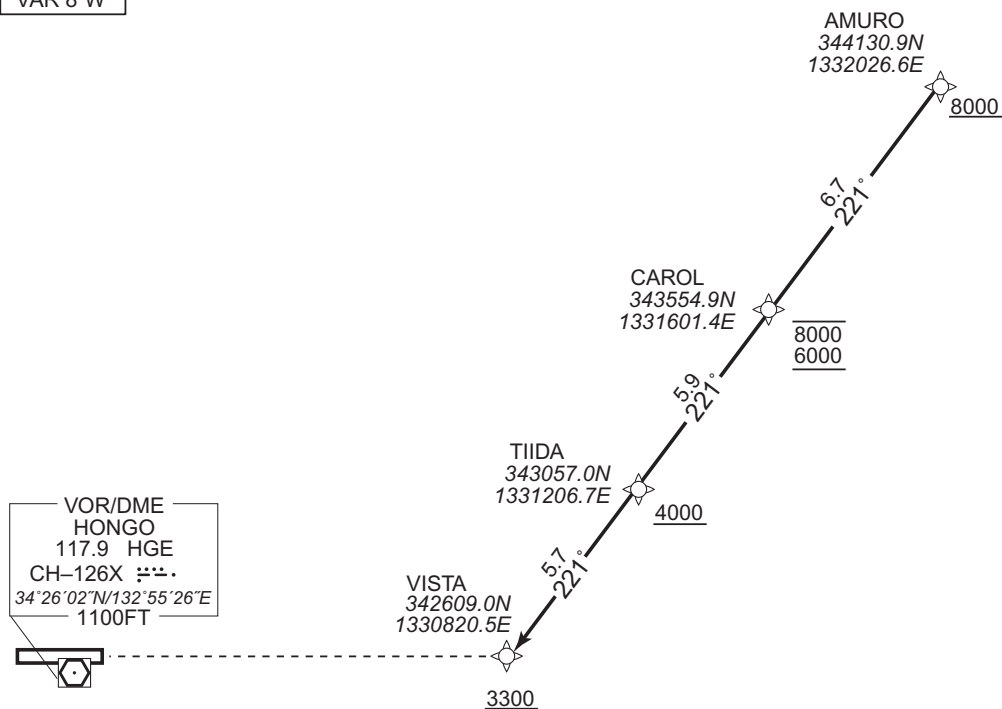 VAR 8°W
AMURO
344130.9N
1332026.6E
8000
6.7
221°
CAROL
343554.9N
1331601.4E
8000
6000
5.9
221°
TIIDA
343057.0N
1331206.7E
4000
5.7
221°
VISTA
342609.0N
1330820.5E
3300
VOR/DME
HONGO
117.9 HGE
CH–126X
34°26′02″N/132°55′26″E
1100FT